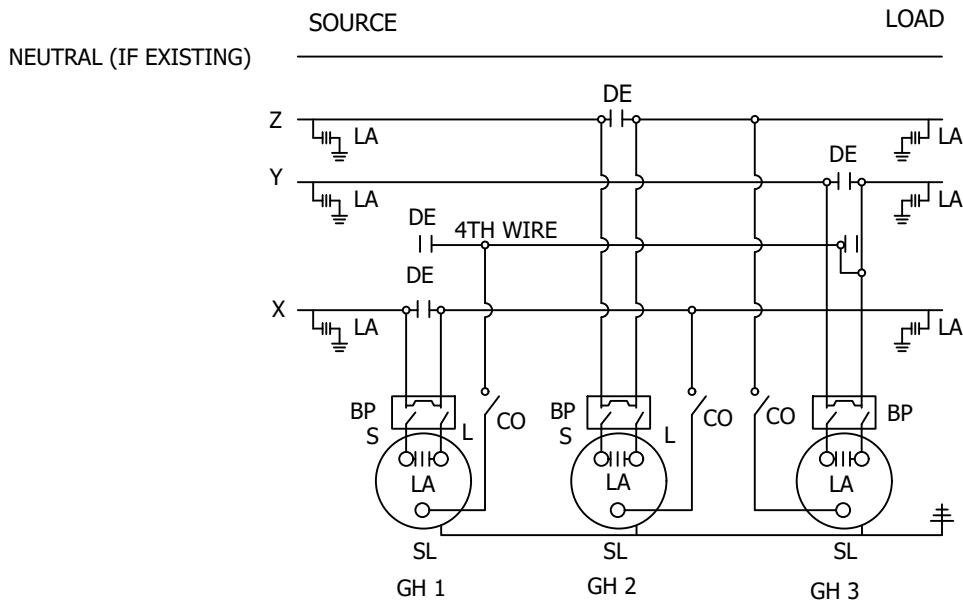 SOURCE
LOAD
NEUTRAL (IF EXISTING)
DE
Z
LA
LA
DE
Y
LA
LA
DE
4TH WIRE
DE
X
LA
LA
BP
S
L
CO
BP
S
L
CO
CO
BP
LA
LA
LA
SL
SL
SL
GH 1
GH 2
GH 3